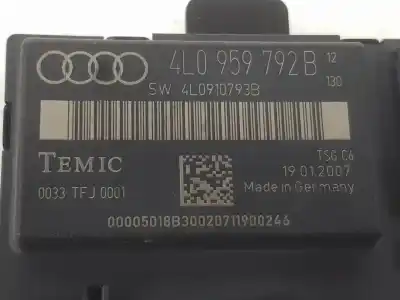 4L0 959 792B 12
SW 4L0910793B 130
TEMIC
TSG C6
19.01.2007
0033 TFJ 0001
Made in Germany
00005018B30020711900246